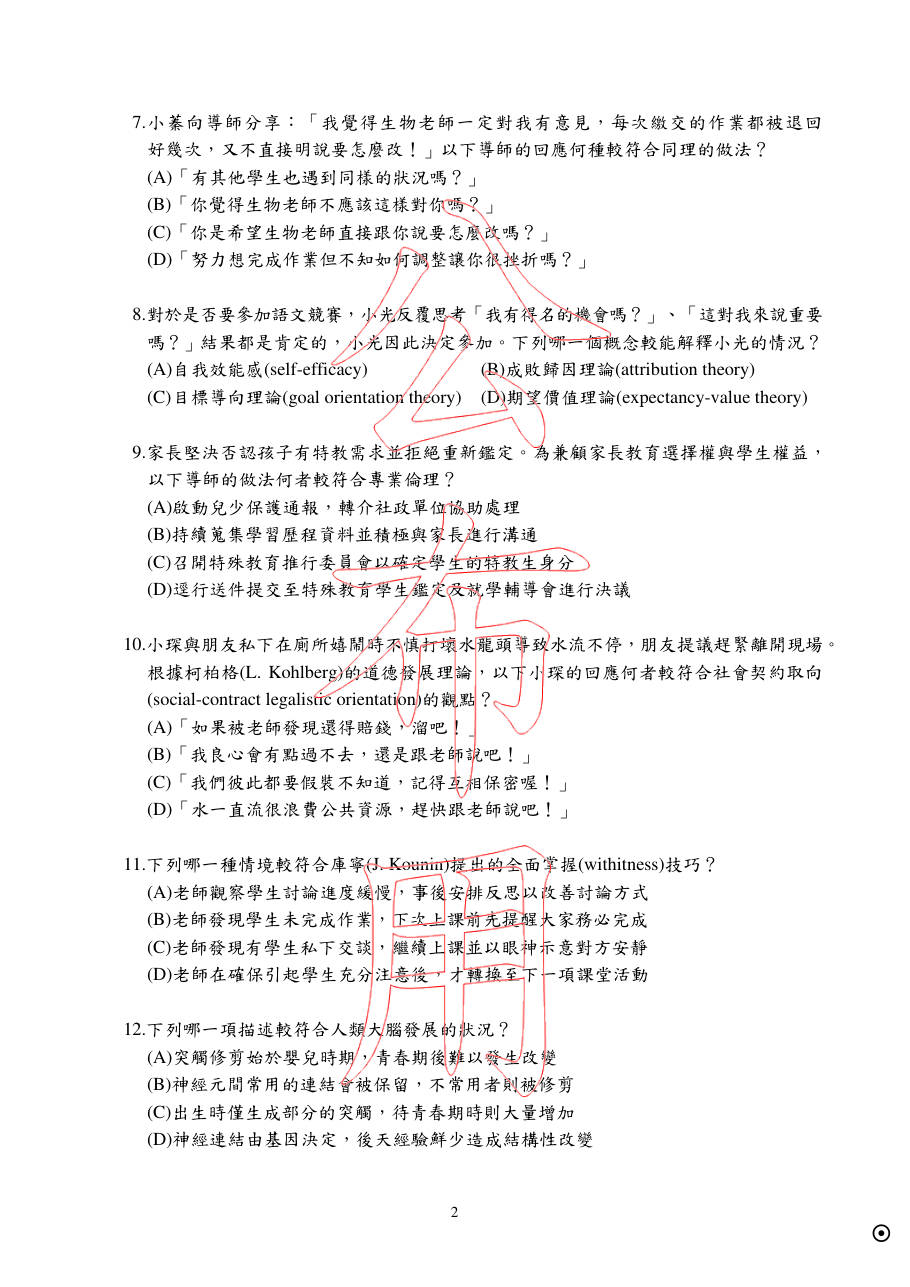 7.小蓁向導師分享：「我覺得生物老師一定對我有意見，每次繳交的作業都被退回
好幾次，又不直接明說要怎麼改！」以下導師的回應何種較符合同理的做法？
(A)「有其他學生也遇到同樣的狀況嗎？」
(B)「你覺得生物老師不應該這樣對你嗎？」
(C)「你是希望生物老師直接跟你說要怎麼改嗎？」
(D)「努力想完成作業但不知如何調整讓你很挫折嗎？」
8.對於是否要參加語文競賽，小光反覆思考「我有得名的機會嗎？」、「這對我來說重要
嗎？」結果都是肯定的，小光因此決定參加。下列哪一個概念較能解釋小光的情況？
(A)自我效能感(self-efficacy) (B)成敗歸因理論(attribution theory)
(C)目標導向理論(goal orientation theory) (D)期望價值理論(expectancy-value theory)
9.家長堅決否認孩子有特教需求並拒絕重新鑑定。為兼顧家長教育選擇權與學生權益，
以下導師的做法何者較符合專業倫理？
(A)啟動兒少保護通報，轉介社政單位協助處理
(B)持續蒐集學習歷程資料並積極與家長進行溝通
(C)召開特殊教育推行委員會以確定學生的特教生身分
(D)逕行送件提交至特殊教育學生鑑定及就學輔導會進行決議
10.小琛與朋友私下在廁所嬉鬧時不慎打壞水龍頭導致水流不停，朋友提議趕緊離開現場。
根據柯柏格(L. Kohlberg)的道德發展理論，以下小琛的回應何者較符合社會契約取向
(social-contract legalistic orientation)的觀點？
(A)「如果被老師發現還得賠錢，溜吧！」
(B)「我良心會有點過不去，還是跟老師說吧！」
(C)「我們彼此都要假裝不知道，記得互相保密喔！」
(D)「水一直流很浪費公共資源，趕快跟老師說吧！」
11.下列哪一種情境較符合庫寧(J. Kounin)提出的全面掌握(withitness)技巧？
(A)老師觀察學生討論進度緩慢，事後安排反思以改善討論方式
(B)老師發現學生未完成作業，下次上課前先提醒大家務必完成
(C)老師發現有學生私下交談，繼續上課並以眼神示意對方安靜
(D)老師在確保引起學生充分注意後，才轉換至下一項課堂活動
12.下列哪一項描述較符合人類大腦發展的狀況？
(A)突觸修剪始於嬰兒時期，青春期後難以發生改變
(B)神經元間常用的連結會被保留，不常用者則被修剪
(C)出生時僅生成部分的突觸，待青春期時則大量增加
(D)神經連結由基因決定，後天經驗鮮少造成結構性改變
公布用
2